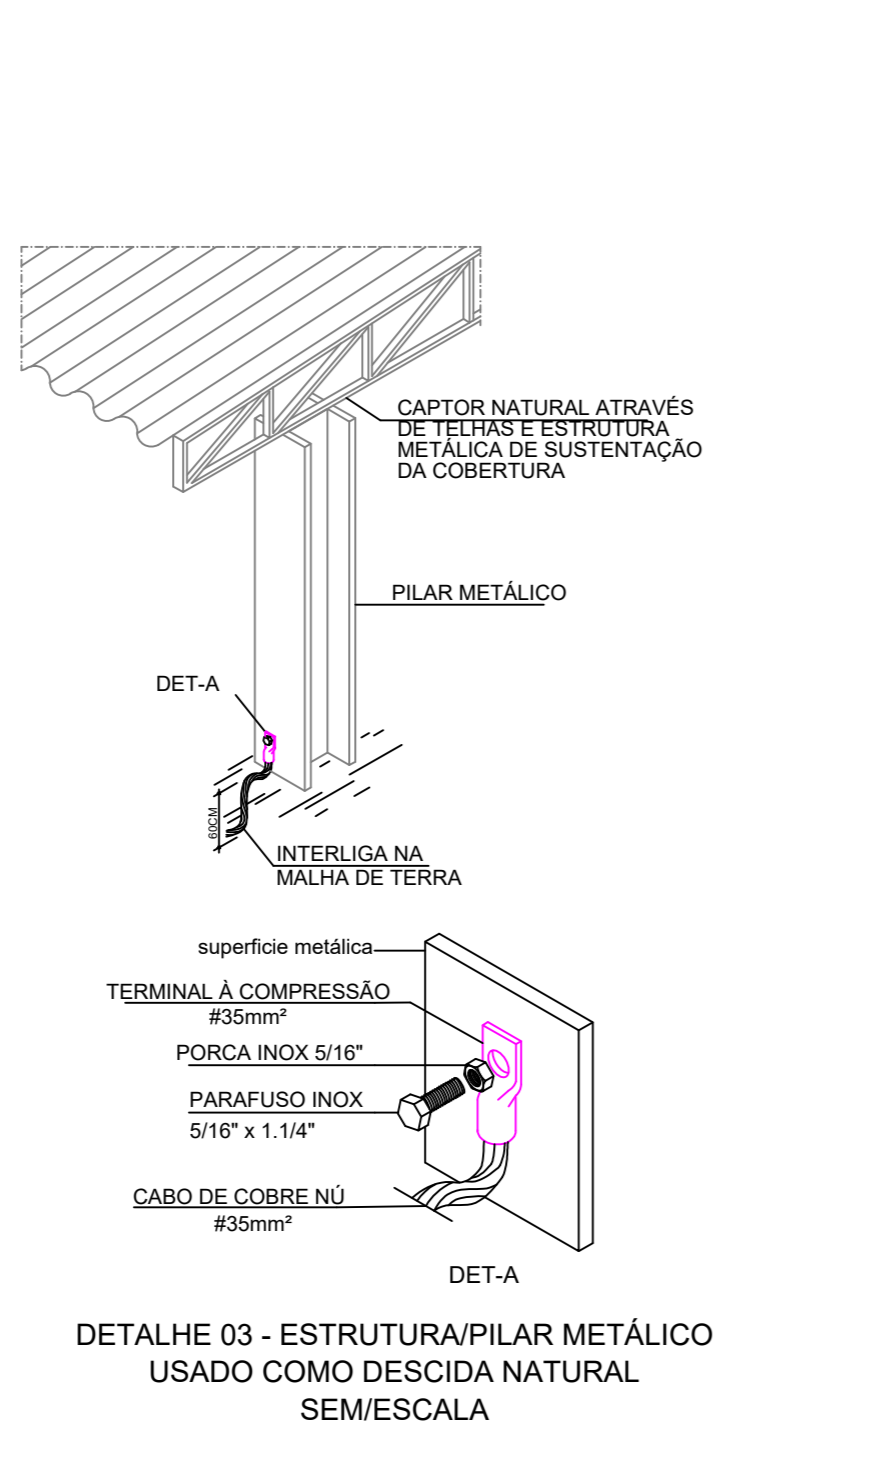 CAPTOR NATURAL ATRAVÉS
DE TELHAS E ESTRUTURA
METÁLICA DE SUSTENTAÇÃO
DA COBERTURA
PILAR METÁLICO
DET-A
60CM
INTERLIGA NA
MALHA DE TERRA
superficie metálica
TERMINAL À COMPRESSÃO
#35mm²
PORCA INOX 5/16"
PARAFUSO INOX
5/16" x 1.1/4"
CABO DE COBRE NÚ
#35mm²
DET-A
DETALHE 03 - ESTRUTURA/PILAR METÁLICO
USADO COMO DESCIDA NATURAL
SEM/ESCALA